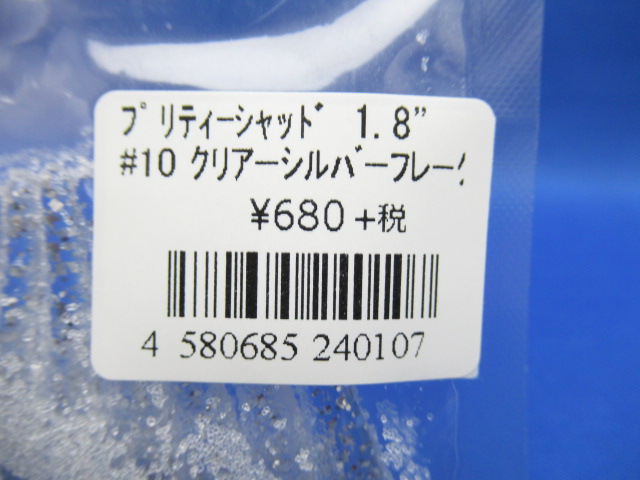 プリティーシャッド 1.8”
#10 クリアーシルバーフレー
¥680+税
4 580685 240107